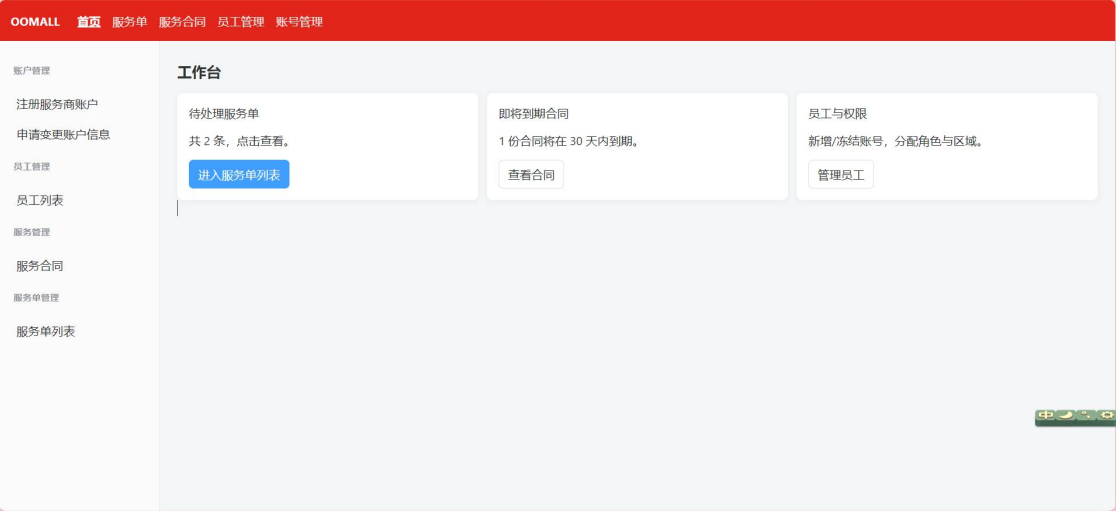 OOMALL 首页 服务单 服务合同 员工管理 账号管理
账户管理
注册服务商账户
申请变更账户信息
员工管理
员工列表
服务管理
服务合同
服务单管理
服务单列表
工作台
待处理服务单
共 2 条，点击查看。
进入服务单列表
即将到期合同
1 份合同将在 30 天内到期。
查看合同
员工与权限
新增/冻结账号，分配角色与区域。
管理员工
中